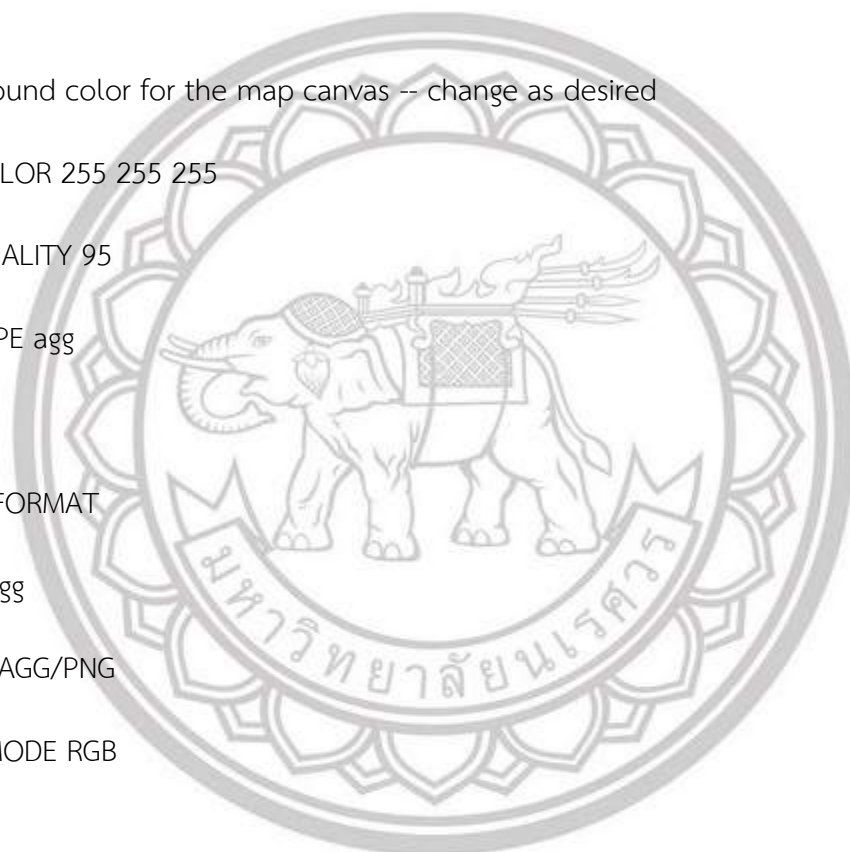 ound color for the map canvas -- change as desired
LOR 255 255 255
ALITY 95
PE agg
FORMAT
gg
AGG/PNG
MODE RGB
มหาวิทยาลัยนเรศวร